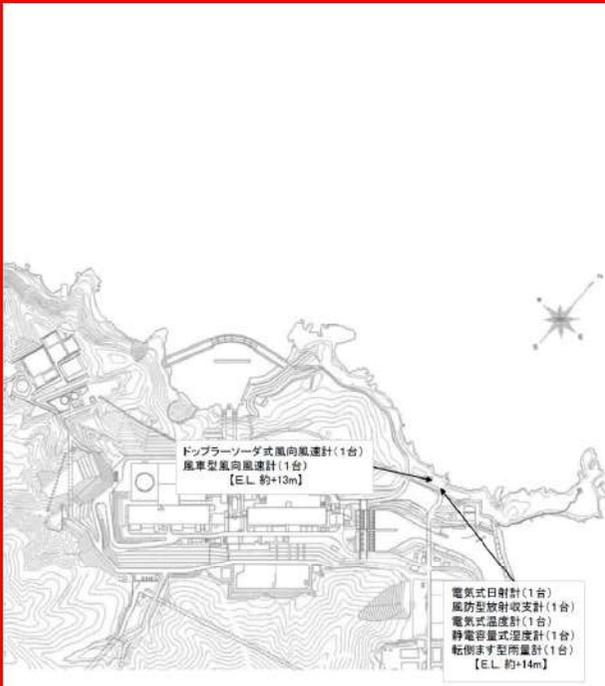 ドップラーソーダ式風向風速計(1台)
風車型風向風速計(1台)
【E.L. 約+13m】
電気式日射計(1台)
風防型放射収支計(1台)
電気式温度計(1台)
静電容量式湿度計(1台)
転倒ます型雨量計(1台)
【E.L. 約+14m】